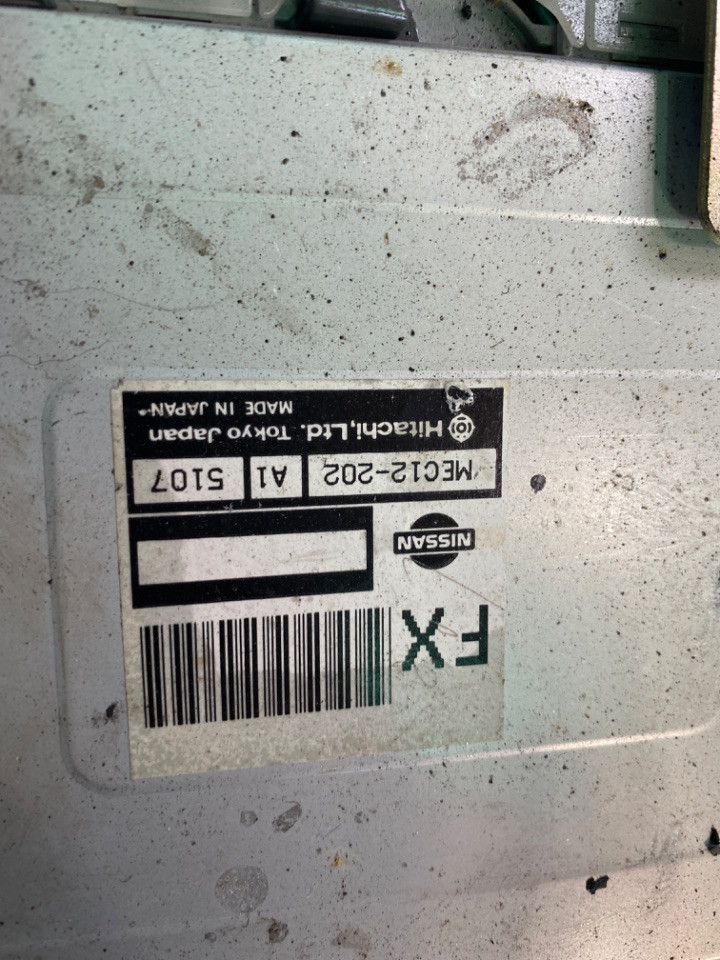 FX
NISSAN
MEC12-202 A1 5107
Hitachi,Ltd. Tokyo Japan
MADE IN JAPAN